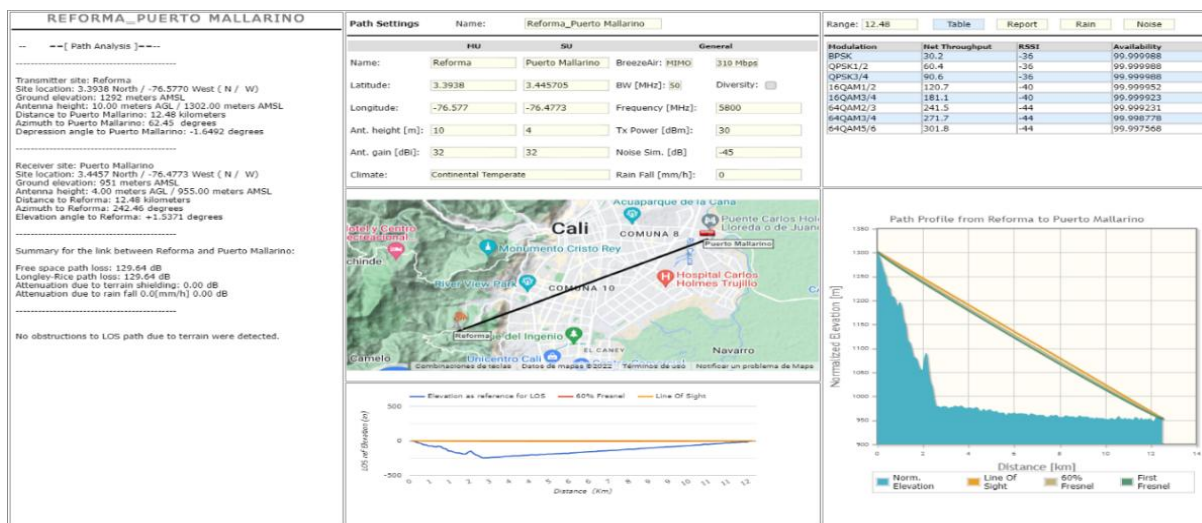 REFORMA_PUERTO MALLARINO
-- ==[ Path Analysis ]==--
Transmitter site: Reforma
Site location: 3.3938 North / -76.5770 West ( N / W)
Ground elevation: 1292 meters AMSL
Antenna height: 10.00 meters AGL / 1302.00 meters AMSL
Distance to Puerto Mallarino: 12.48 kilometers
Azimuth to Puerto Mallarino: 62.45 degrees
Depression angle to Puerto Mallarino: -1.6492 degrees
Receiver site: Puerto Mallarino
Site location: 3.4457 North / -76.4773 West ( N / W)
Ground elevation: 951 meters AMSL
Antenna height: 4.00 meters AGL / 955.00 meters AMSL
Distance to Reforma: 12.48 kilometers
Azimuth to Reforma: 242.46 degrees
Elevation angle to Reforma: +1.5371 degrees
Summary for the link between Reforma and Puerto Mallarino:
Free space path loss: 129.64 dB
Longley-Rice path loss: 129.64 dB
Attenuation due to terrain shielding: 0.00 dB
Attenuation due to rain fall 0.0[mm/h] 0.00 dB
No obstructions to LOS path due to terrain were detected.
Path Settings Name: Reforma_Puerto Mallarino
HU SU General
Name: Reforma Puerto Mallarino BreezeAir: MIMO 310 Mbps
Latitude: 3.3938 3.445705 BW [MHz]: 50 Diversity:
Longitude: -76.577 -76.4773 Frequency [MHz]: 5800
Ant. height [m]: 10 4 Tx Power [dBm]: 30
Ant. gain [dBi]: 32 32 Noise Sim. [dB] -45
Climate: Continental Temperate Rain Fall [mm/h]: 0
Acuaparque de la Caña
Cali
COMUNA 8
Puente Carlos
Lloreda o de Juan
Puerto Mallarino
Monumento Cristo Rey
Hospital Carlos
Holmes Trujillo
River View Park
COMUNA 10
Reforma
del Ingenio
EL CANEY
Navarro
Unicentro Cali
Combinaciones de teclas Datos de mapas ©2022 Términos de uso Notificar un problema de Maps
Elevation as reference for LOS 60% Fresnel Line Of Sight
LOS ref Elevation (m)
500
0
-500
0 1 1 2 2 3 4 4 5 5 6 6 7 7 8 9 9 10 10 11 11 12
Distance (Km)
Range: 12.48 Table Report Rain Noise
Modulation Net Throughput RSSI Availability
BPSK 30.2 -36 99.999988
QPSK1/2 60.4 -36 99.999988
QPSK3/4 90.6 -36 99.999988
16QAM1/2 120.7 -40 99.999952
16QAM3/4 181.1 -40 99.999923
64QAM2/3 241.5 -44 99.999231
64QAM3/4 271.7 -44 99.998778
64QAM5/6 301.8 -44 99.997568
Path Profile from Reforma to Puerto Mallarino
Normalized Elevation [m]
1350
1300
1250
1200
1150
1100
1050
1000
950
900
0 2 4 6 8 10 12 14
Distance [km]
Norm. Elevation Line Of Sight 60% Fresnel First Fresnel